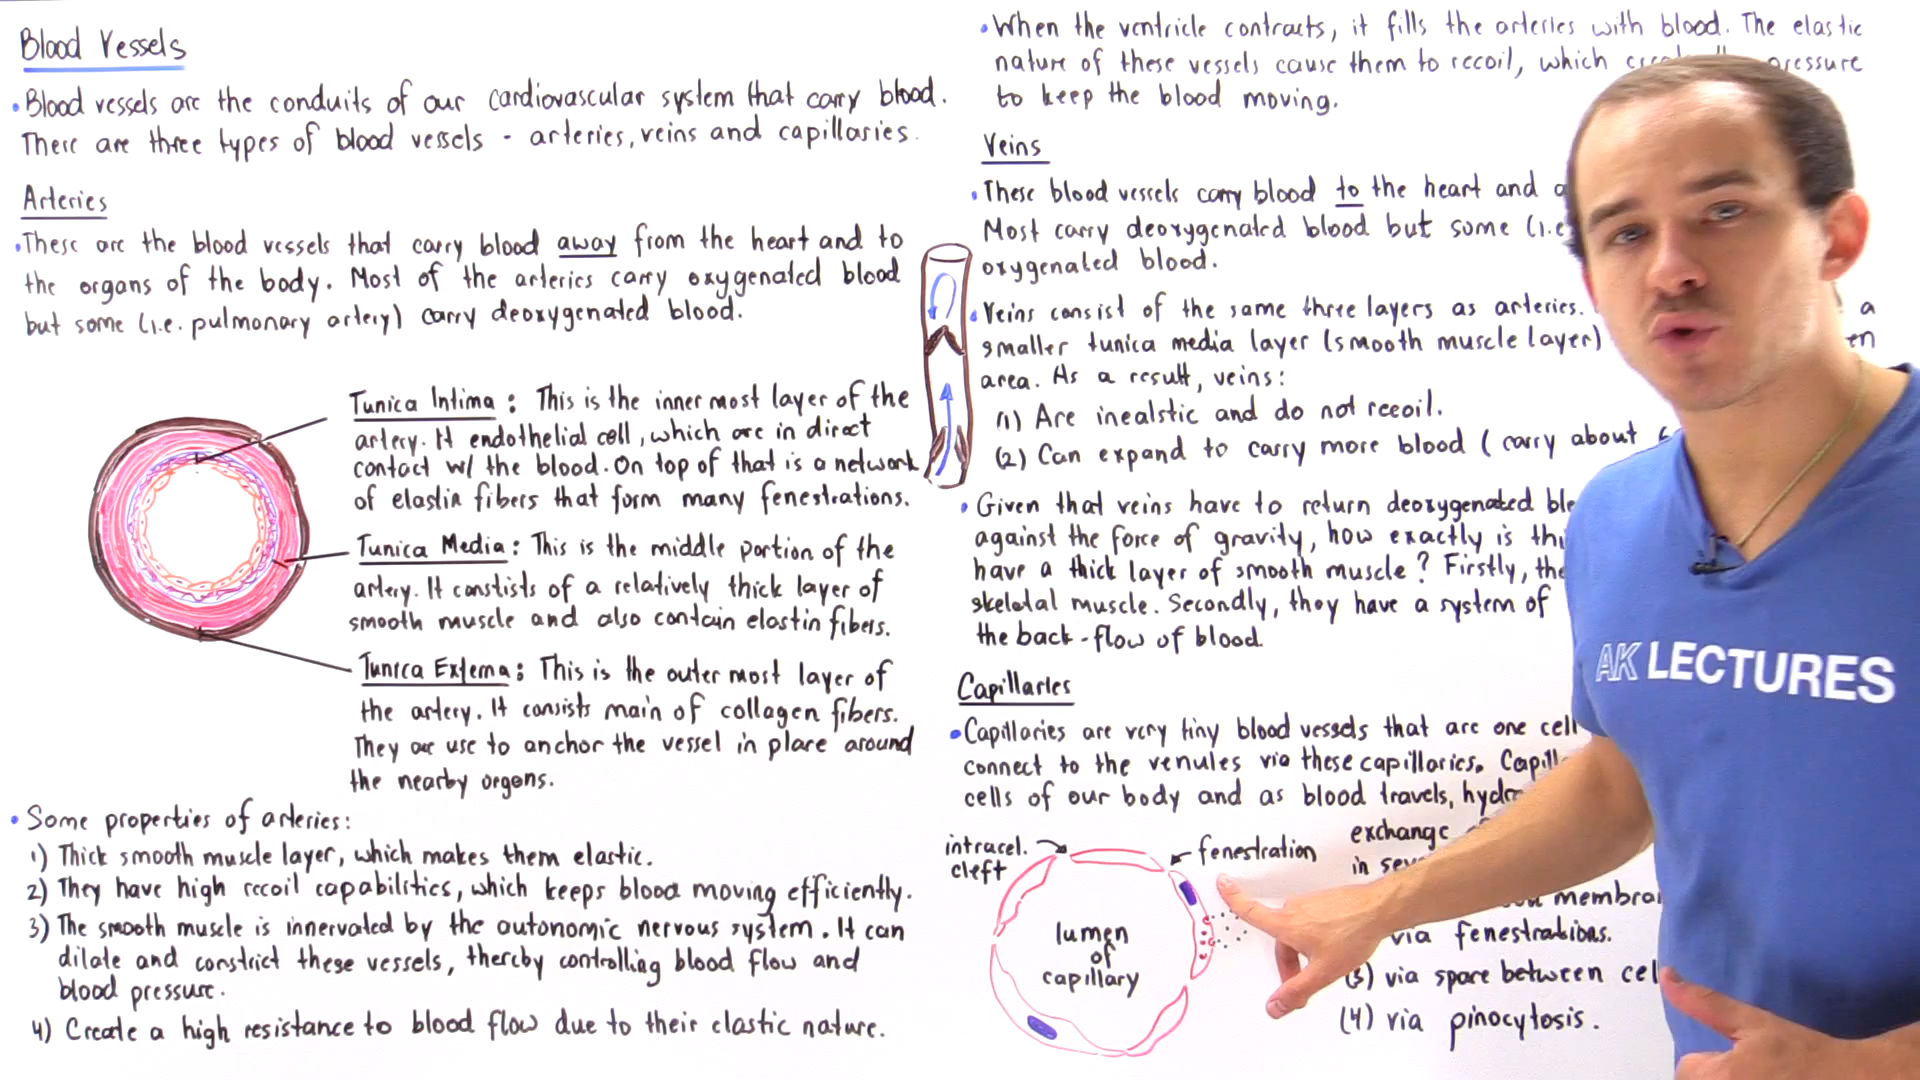 Blood Vessels
• Blood vessels are the conduits of our cardiovascular system that carry blood.
There are three types of blood vessels - arteries, veins and capillaries.
Arteries
• These are the blood vessels that carry blood away from the heart and to
the organs of the body. Most of the arteries carry oxygenated blood
but some (i.e. pulmonary artery) carry deoxygenated blood.
Tunica Intima : This is the inner most layer of the
artery. It endothelial cell, which are in direct
contact w/ the blood. On top of that is a network
of elastin fibers that form many fenestrations.
Tunica Media : This is the middle portion of the
artery. It constists of a relatively thick layer of
smooth muscle and also contain elastin fibers.
Tunica Externa : This is the outer most layer of
the artery. It consists main of collagen fibers.
They are use to anchor the vessel in place around
the nearby organs.
• Some properties of arteries:
1) Thick smooth muscle layer, which makes them elastic.
2) They have high recoil capabilities, which keeps blood moving efficiently.
3) The smooth muscle is innervated by the autonomic nervous system. It can
dilate and constrict these vessels, thereby controlling blood flow and
blood pressure.
4) Create a high resistance to blood flow due to their elastic nature.
• When the ventricle contracts, it fills the arteries with blood. The elastic
nature of these vessels cause them to recoil, which pressure
to keep the blood moving.
Veins
• These blood vessels carry blood to the heart and
Most carry deoxygenated blood but some (i.e
oxygenated blood.
• Veins consist of the same three layers as arteries. a
smaller tunica media layer (smooth muscle layer)
area. As a result, veins:
(1) Are inealstic and do not recoil.
(2) Can expand to carry more blood ( carry about
• Given that veins have to return deoxygenated
against the force of gravity, how exactly is
have a thick layer of smooth muscle? Firstly,
skeletal muscle. Secondly, they have a system of
the back-flow of blood.
Capillaries
• Capillaries are very tiny blood vessels that are one cell
connect to the venules via these capillaries.
cells of our body and as blood travels,
exchange
in
(3) via space between
(4) via pinocytosis.
via fenestrations.
intracel.
cleft
fenestration
lumen
of
capillary
AK LECTURES